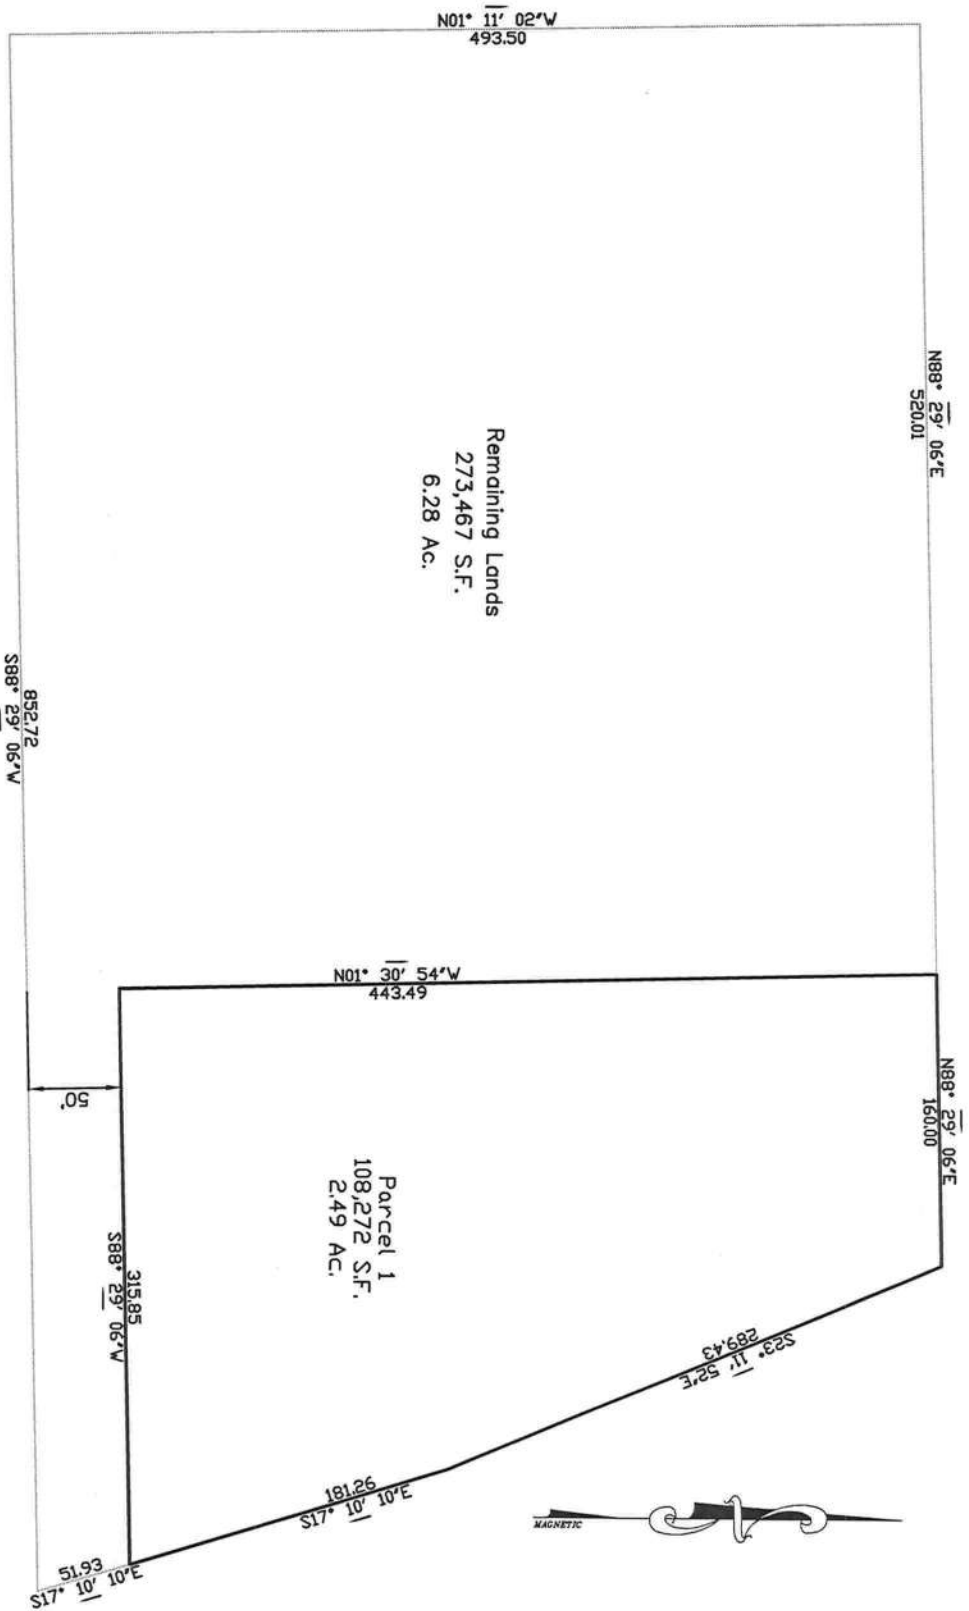 N01° 11' 02"W
493.50
N88° 29' 06"E
520.01
Remaining Lands
273,467 S.F.
6.28 Ac.
852.72
S88° 29' 06"W
N01° 30' 54"W
443.49
50'
N88° 29' 06"E
160.00
Parcel 1
108,272 S.F.
2.49 Ac.
315.85
S88° 29' 06"W
S23° 11' 52"E
289.43
181.26
S17° 10' 10"E
51.93
S17° 10' 10"E
N
MAGNETIC